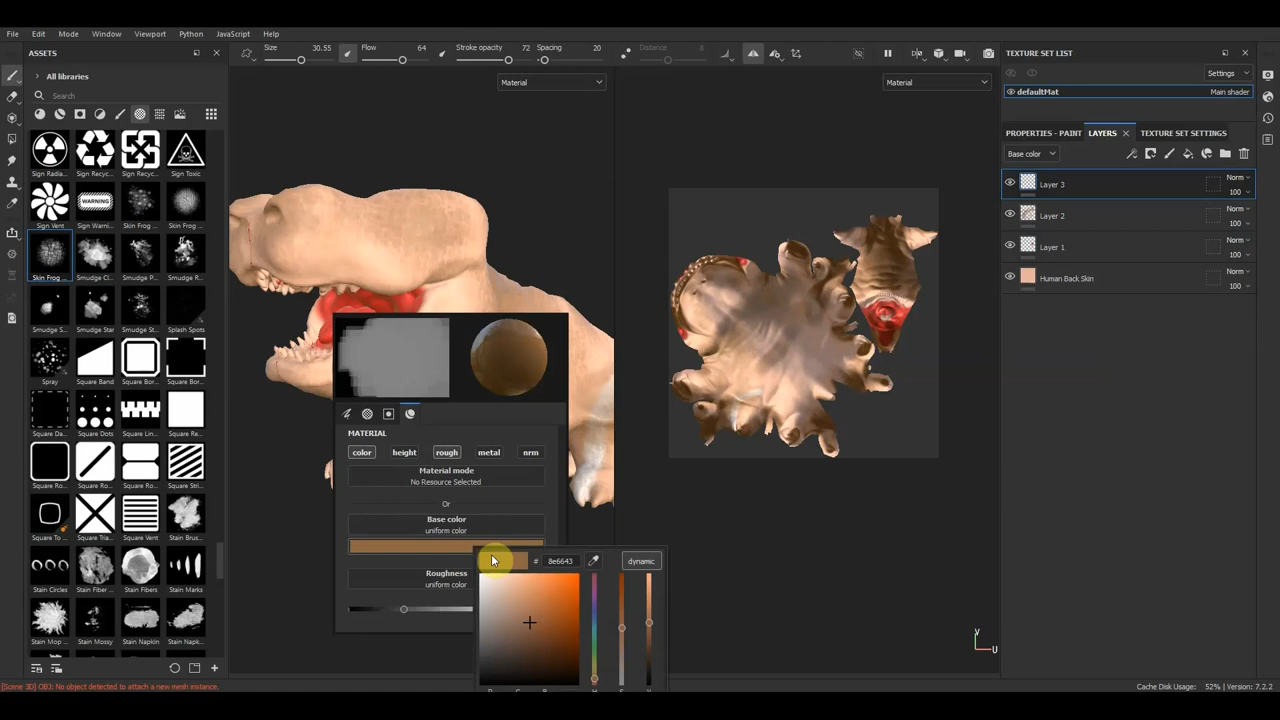 File Edit Mode Window Viewport Python JavaScript Help
ASSETS
All libraries
Search
Sign Radia...
Sign Recyc...
Sign Recyc...
Sign Toxic
Sign Vent
Sign Warni...
Skin Frog ...
Skin Frog ...
Skin Frog ...
Smudge Cl...
Smudge P...
Smudge R...
Smudge S...
Smudge Star
Smudge St...
Splash Spots
Spray
Square Band
Square Bor...
Square Bor...
Square Da...
Square Dots
Square Lin...
Square Re...
Square Ro...
Square Ro...
Square Ro...
Square Stri...
Square To ...
Square Tra...
Square Ve...
Stain Brus...
Stain Circles
Stain Fibers
Stain Fibers
Stain Marks
Stain Mop ...
Stain Mossy
Stain Napkin
Stain Napk...
WARNING
Size 30.55
Flow 64
Stroke opacity 72
Spacing 20
Distance 8
Material
Material
MATERIAL
color height rough metal nrm
Material mode
No Resource Selected
Or
Base color
uniform color
# 8e6643 dynamic
Roughness
uniform color
H S V
V
U
TEXTURE SET LIST
Settings
defaultMat Main shader
PROPERTIES - PAINT LAYERS TEXTURE SET SETTINGS
Base color
Layer 3 Norm 100
Layer 2 Norm 100
Layer 1 Norm 100
Human Back Skin Norm 100
[Scene 3D] OBJ: No object detected to attach a new mesh instance.
Cache Disk Usage: 52% | Version: 7.2.2